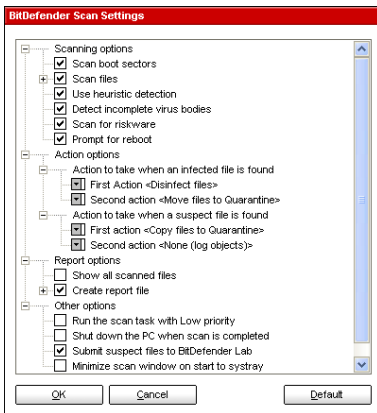 BitDefender Scan Settings
Scanning options
Scan boot sectors
Scan files
Use heuristic detection
Detect incomplete virus bodies
Scan for riskware
Prompt for reboot
Action options
Action to take when an infected file is found
First Action <Disinfect files>
Second action <Move files to Quarantine>
Action to take when a suspect file is found
First action <Copy files to Quarantine>
Second action <None (log objects)>
Report options
Show all scanned files
Create report file
Other options
Run the scan task with Low priority
Shut down the PC when scan is completed
Submit suspect files to BitDefender Lab
Minimize scan window on start to systray
OK Cancel Default